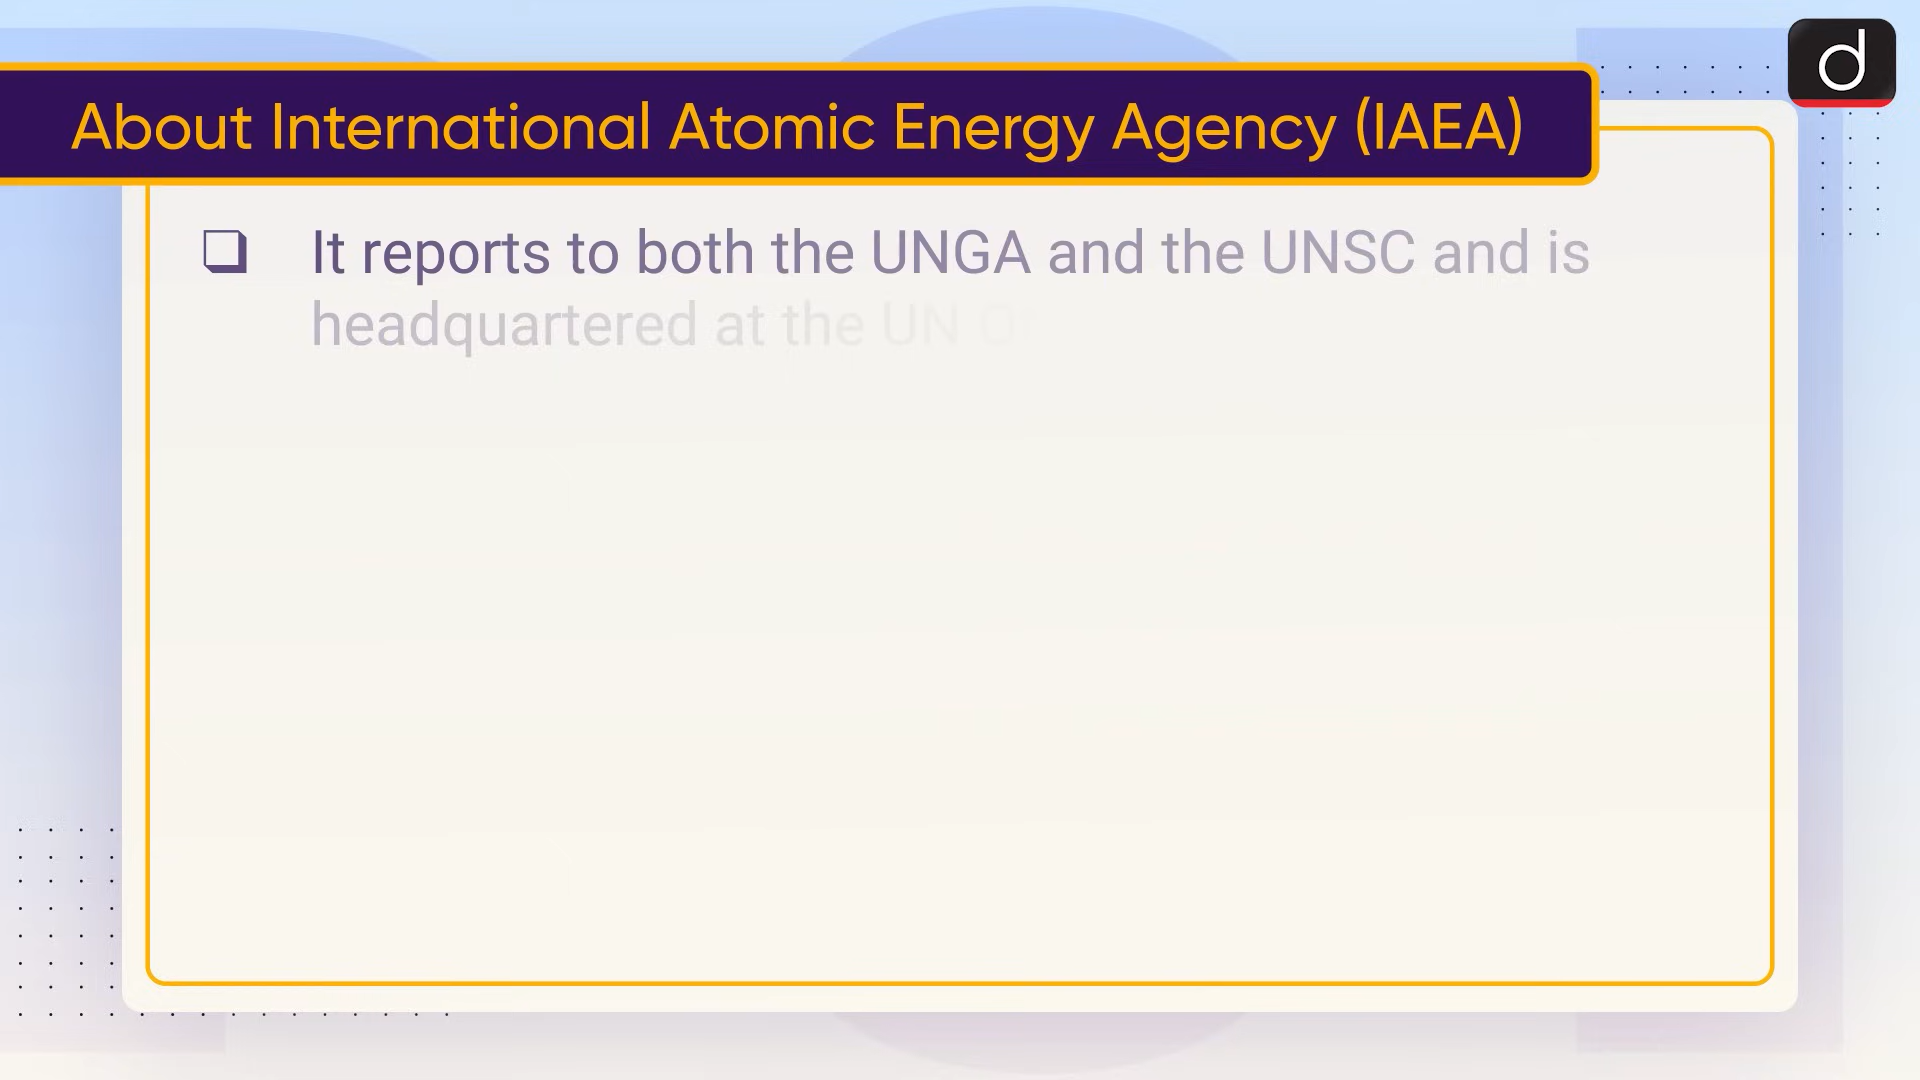 About International Atomic Energy Agency (IAEA)
❑ It reports to both the UNGA and the UNSC and is
headquartered at the UN